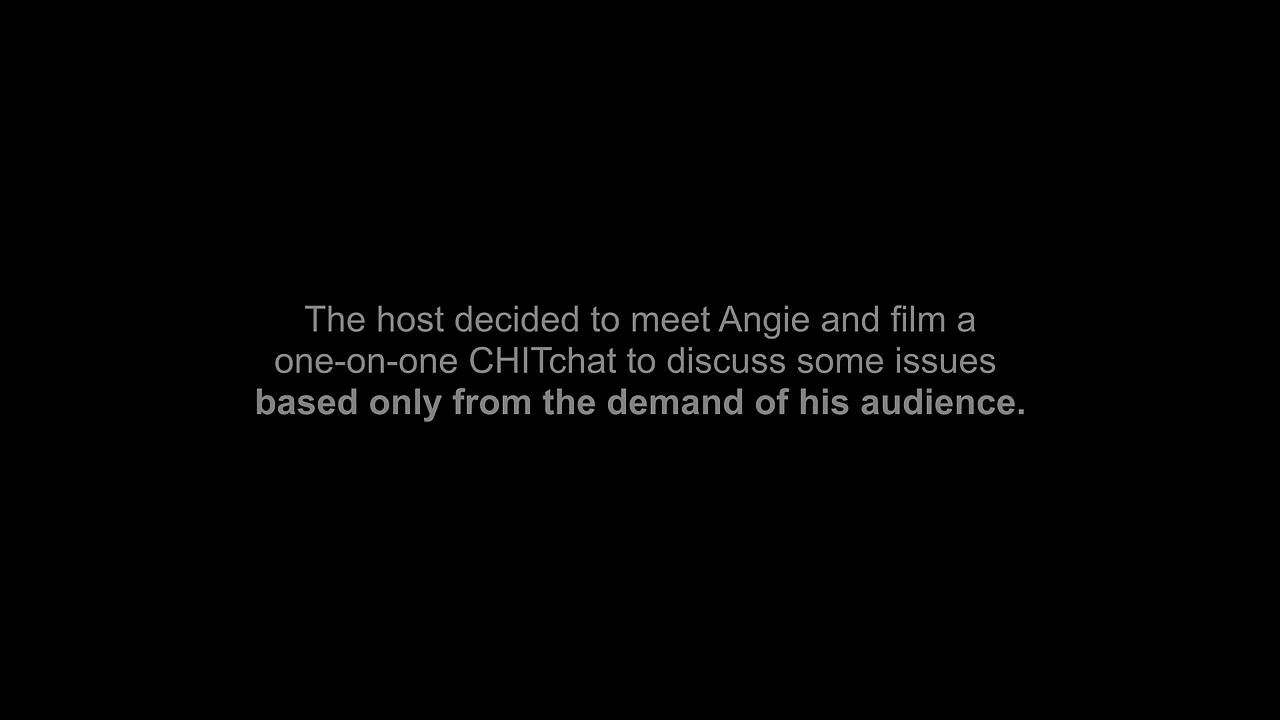 The host decided to meet Angie and film a
one-on-one CHITchat to discuss some issues
based only from the demand of his audience.